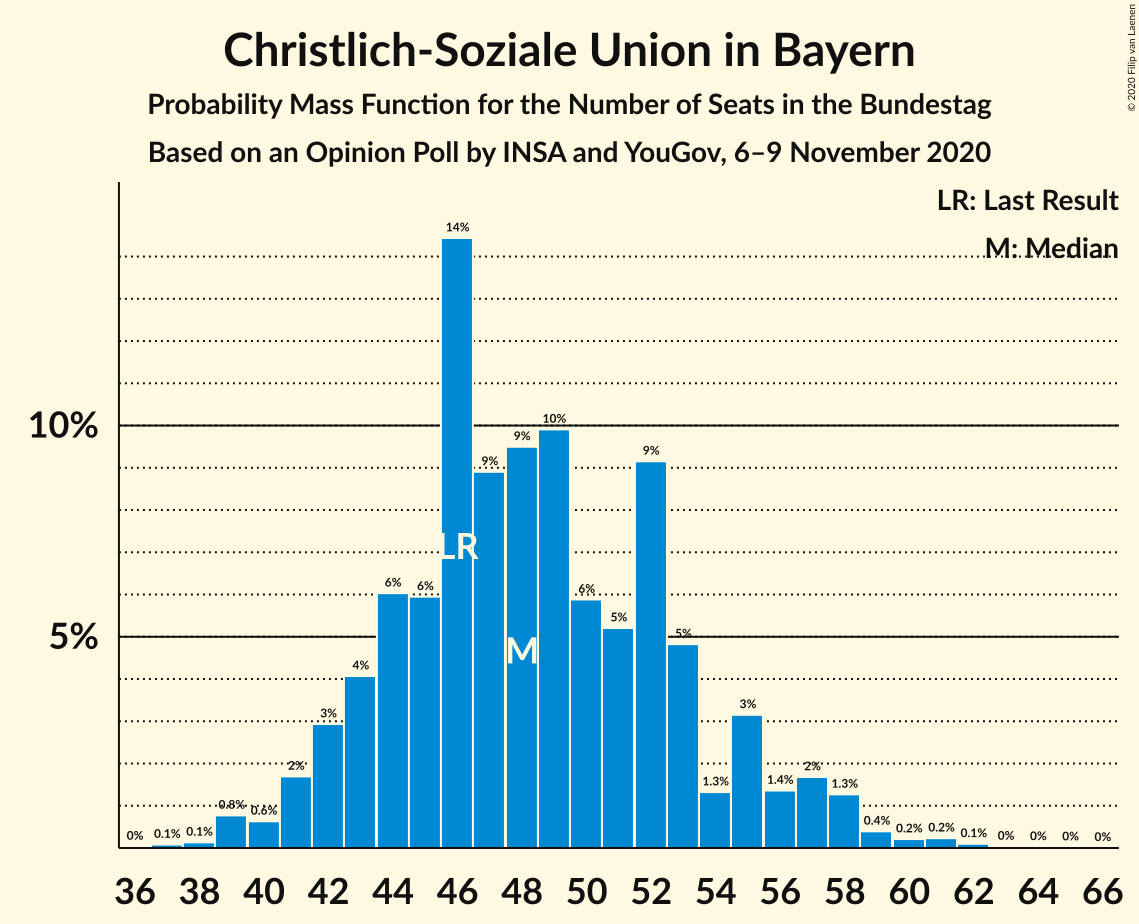 Christlich-Soziale Union in Bayern
Probability Mass Function for the Number of Seats in the Bundestag
Based on an Opinion Poll by INSA and YouGov, 6–9 November 2020
© 2020 Filip van Laenen
LR: Last Result
M: Median
10%
5%
0% 0.1% 0.1% 0.8% 0.6% 2% 3% 4% 6% 6% 14% 9% 9% 10% 6% 5% 9% 5% 1.3% 3% 1.4% 2% 1.3% 0.4% 0.2% 0.2% 0.1% 0% 0% 0% 0%
LR
M
36 38 40 42 44 46 48 50 52 54 56 58 60 62 64 66